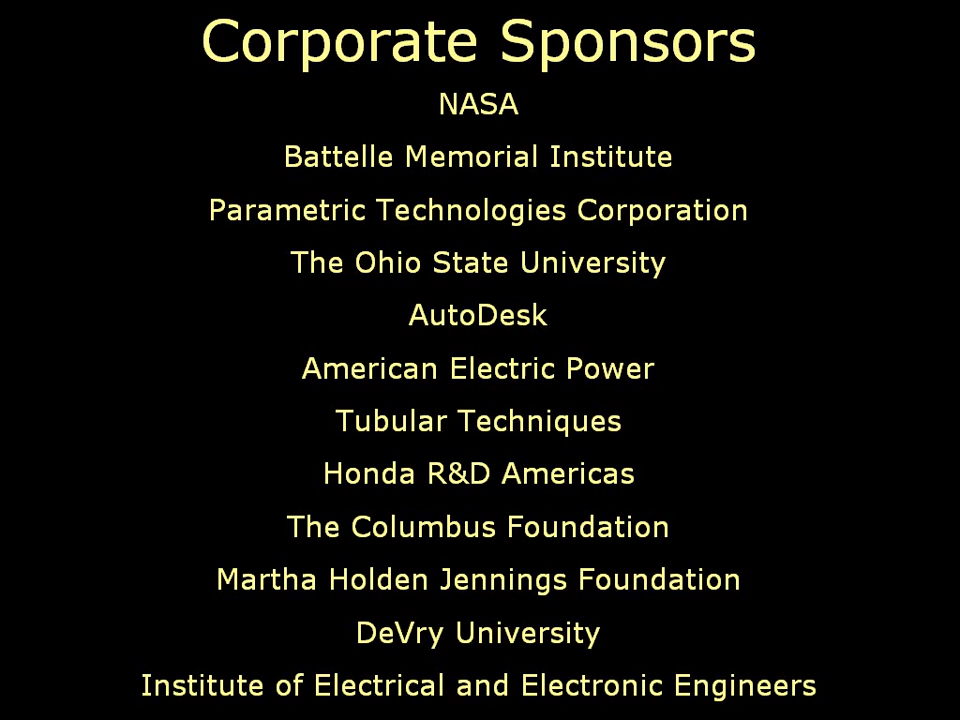 Corporate Sponsors
NASA
Battelle Memorial Institute
Parametric Technologies Corporation
The Ohio State University
AutoDesk
American Electric Power
Tubular Techniques
Honda R&D Americas
The Columbus Foundation
Martha Holden Jennings Foundation
DeVry University
Institute of Electrical and Electronic Engineers